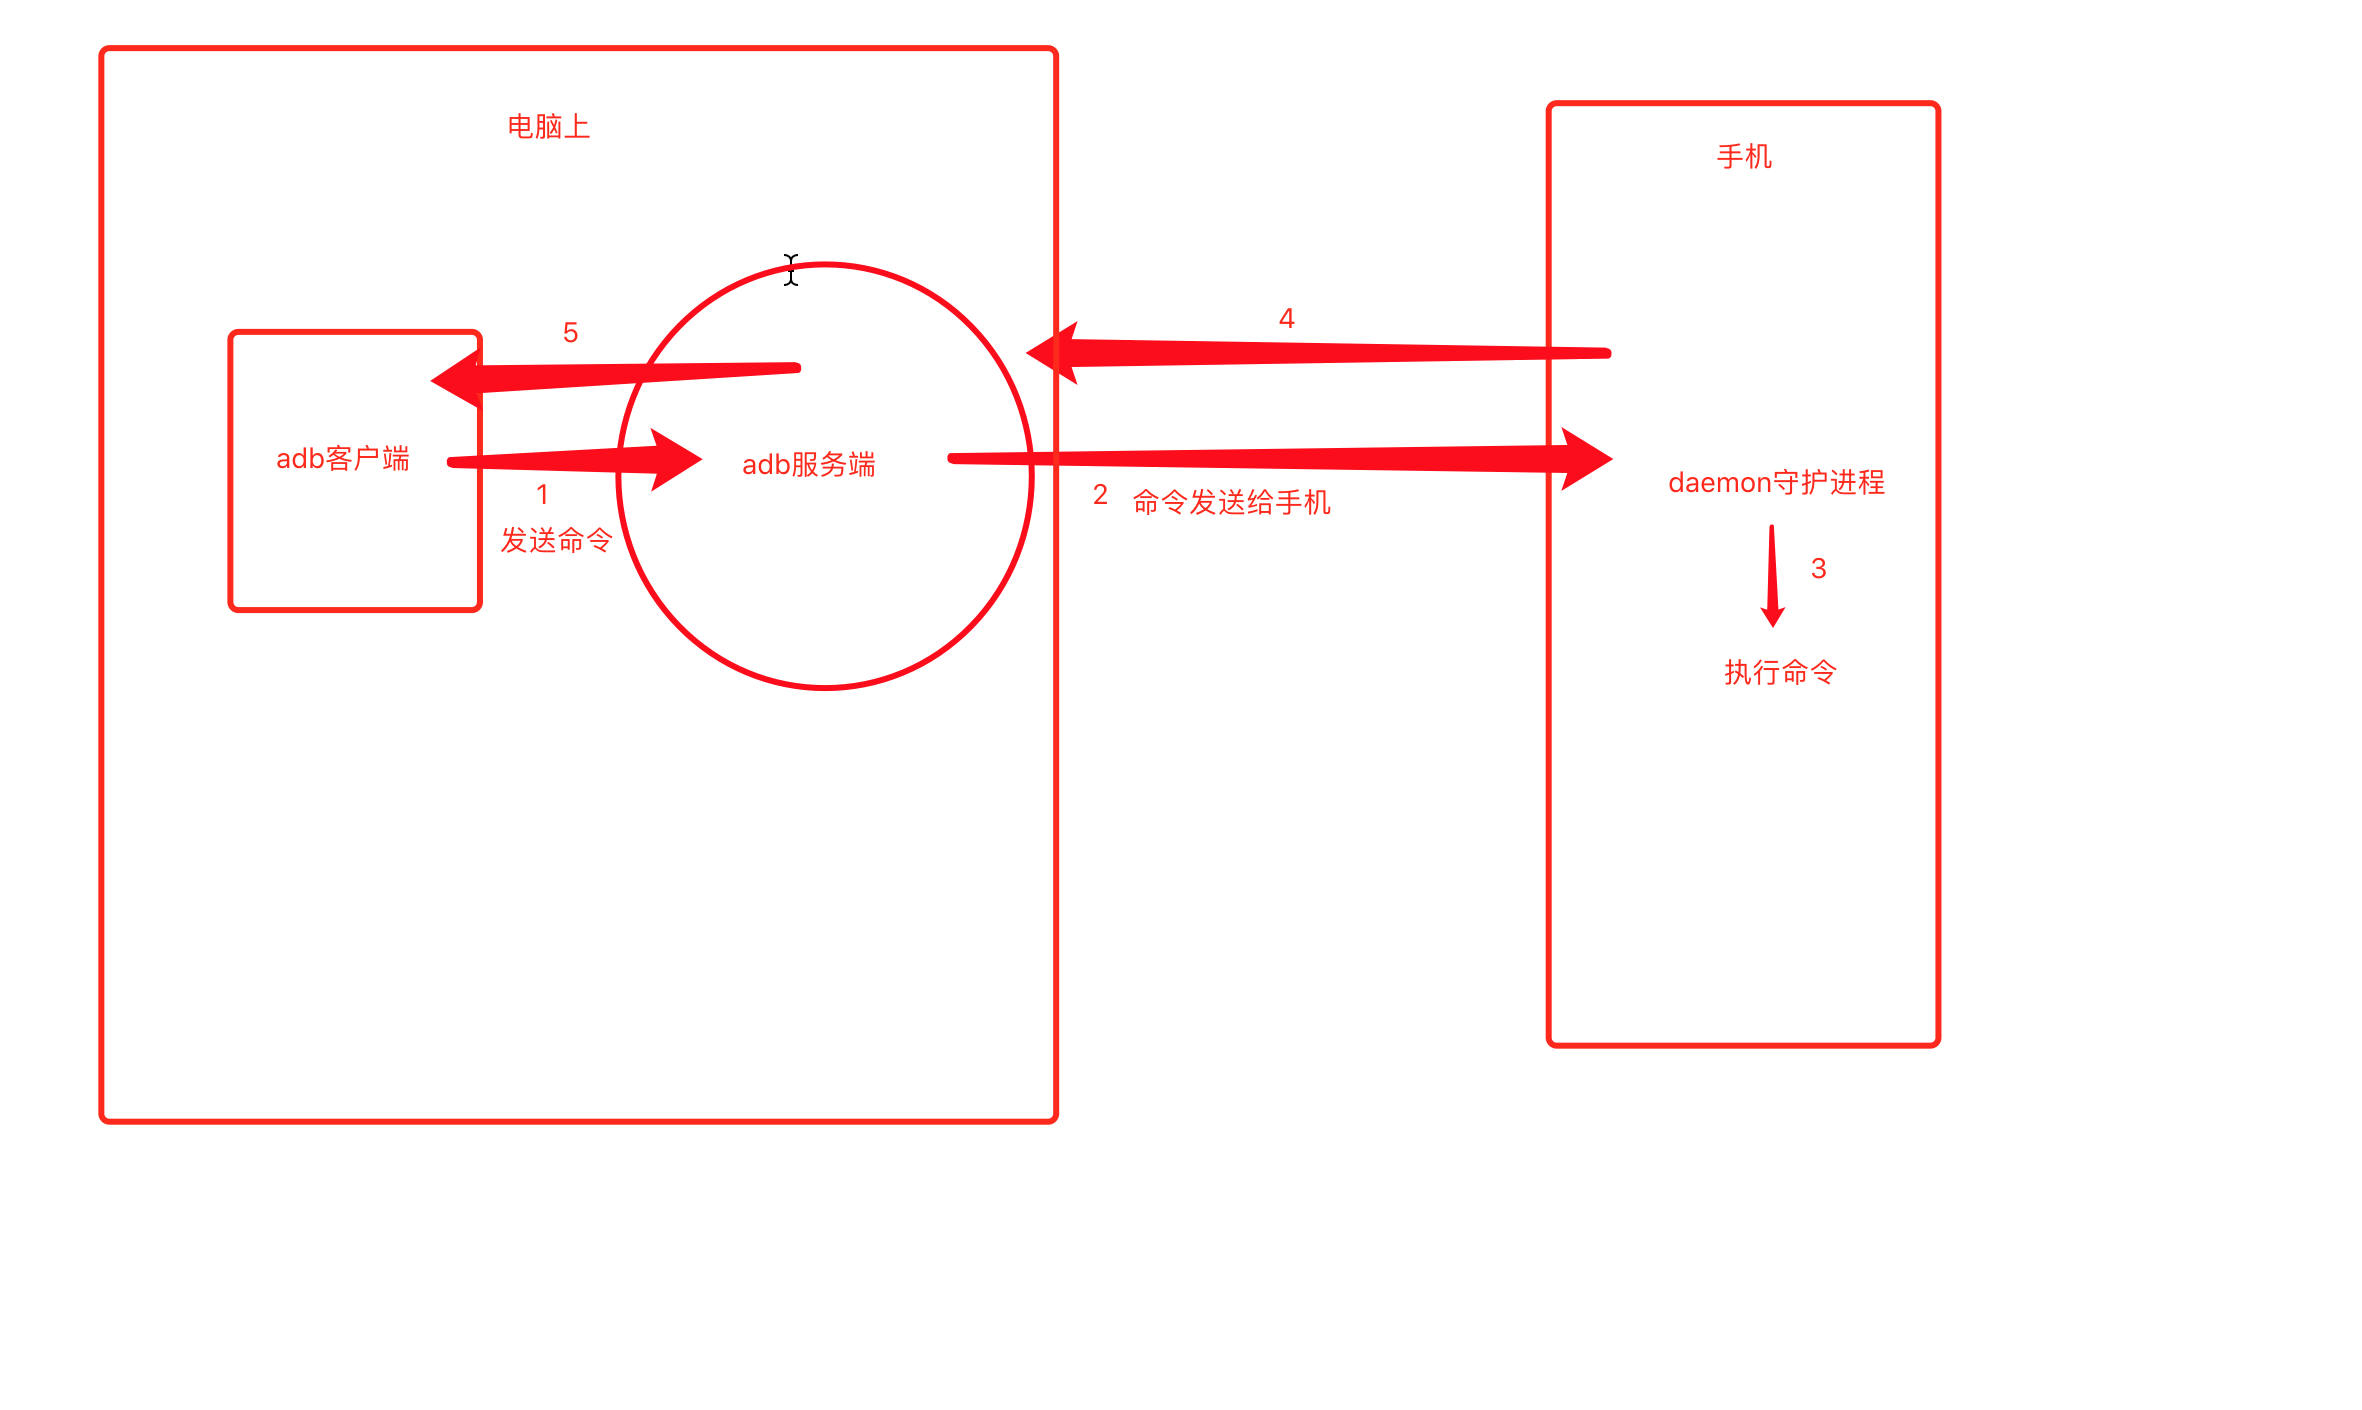 电脑上
手机
5
4
adb客户端
adb服务端
1
发送命令
2 命令发送给手机
daemon守护进程
3
执行命令